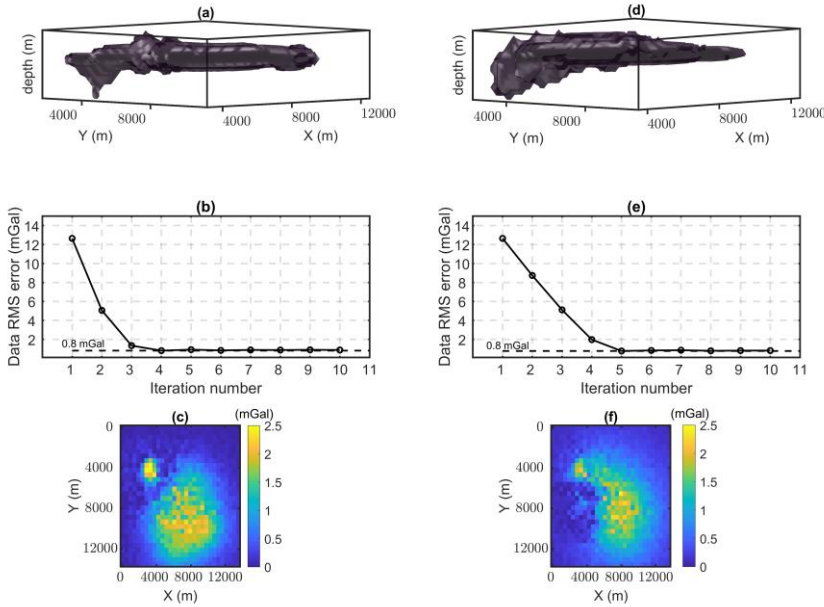 (a)
depth (m)
4000
8000
Y (m)
4000
8000
12000
X (m)
(d)
depth (m)
4000
8000
Y (m)
4000
8000
12000
X (m)
(b)
Data RMS error (mGal)
14
12
10
8
6
4
2
0.8 mGal
1 2 3 4 5 6 7 8 9 10 11
Iteration number
(e)
Data RMS error (mGal)
14
12
10
8
6
4
2
0.8 mGal
1 2 3 4 5 6 7 8 9 10 11
Iteration number
(c)
(mGal)
Y (m)
0
4000
8000
12000
0 4000 8000 12000
X (m)
2.5
2
1.5
1
0.5
0
(f)
(mGal)
Y (m)
0
4000
8000
12000
0 4000 8000 12000
X (m)
2.5
2
1.5
1
0.5
0